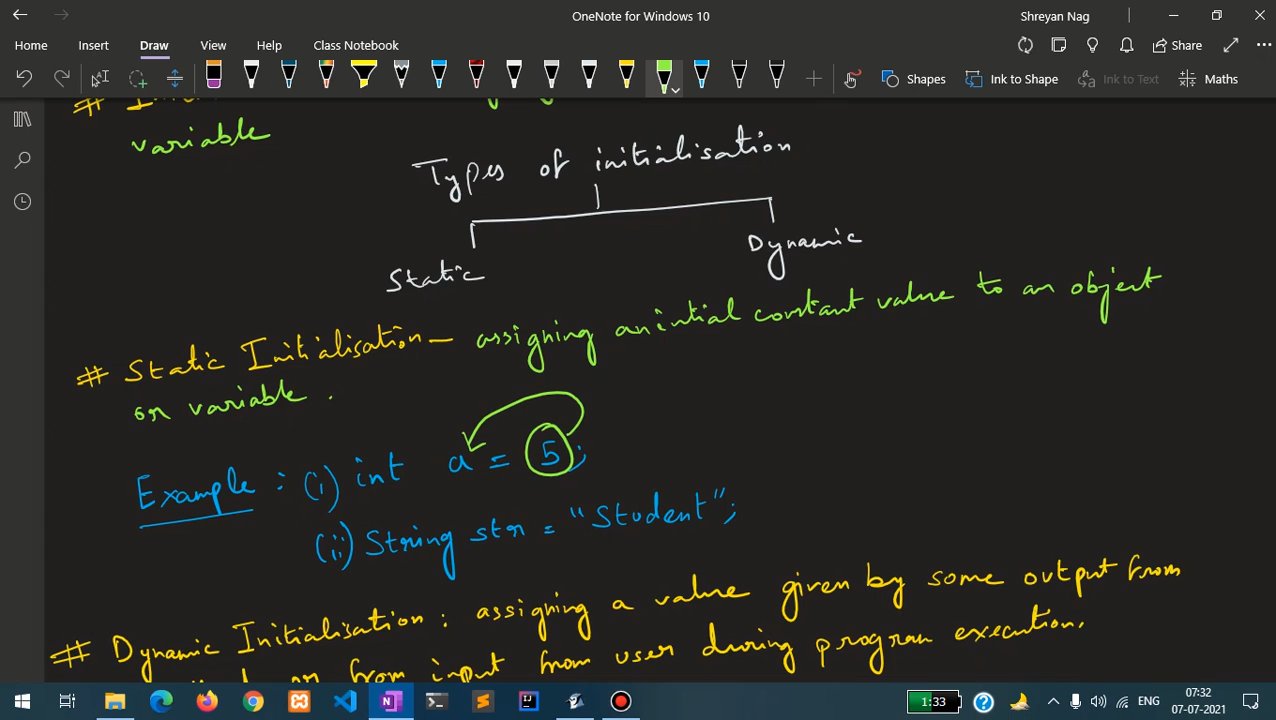 OneNote for Windows 10
Shreyan Nag
Home Insert Draw View Help Class Notebook Share
Shapes Ink to Shape Ink to Text Maths
#
variable
Types of initialisation
Static Dynamic
# Static Initialisation — assigning an initial constant value to an object
or variable.
Example : (i) int a = 5;
(ii) String str = "Student";
# Dynamic Initialisation : assigning a value given by some output from
or from input from user during program execution.
1:33
ENG
07:32
07-07-2021